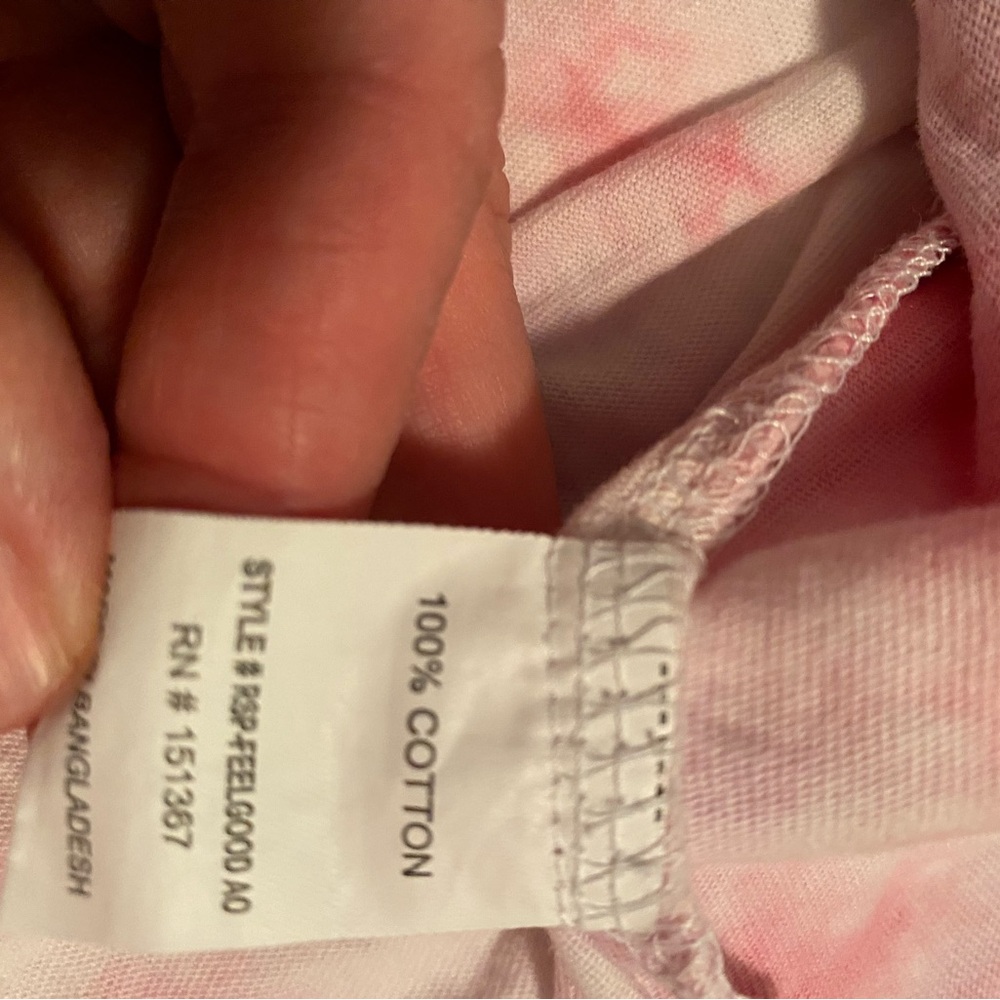 100% COTTON
STYLE # RSP-FEELGOOD AO
RN # 151367
BANGLADESH